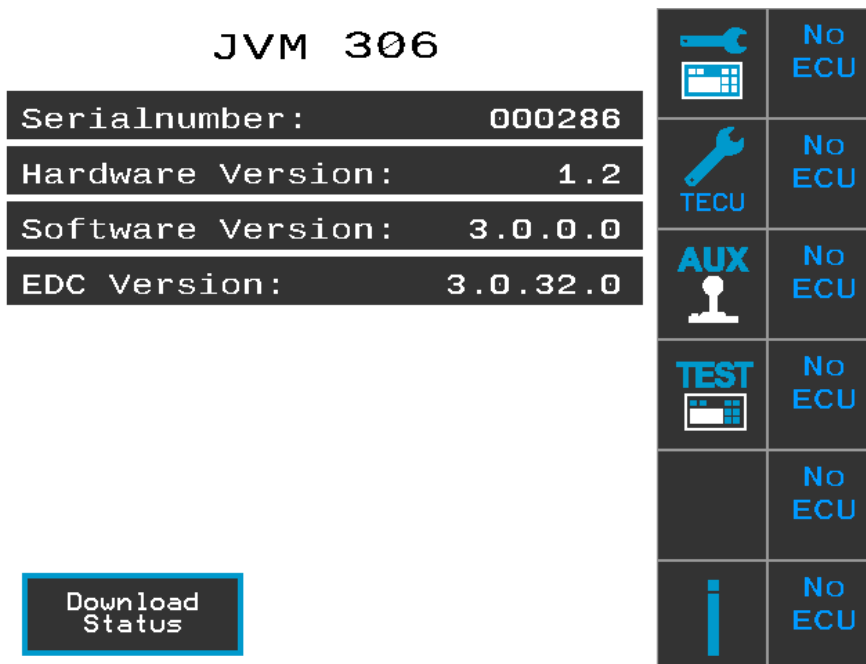 JVM 306
Serialnumber: 000286
Hardware Version: 1.2
Software Version: 3.0.0.0
EDC Version: 3.0.32.0
Download
Status
No
ECU
TECU
No
ECU
AUX
No
ECU
TEST
No
ECU
No
ECU
i
No
ECU